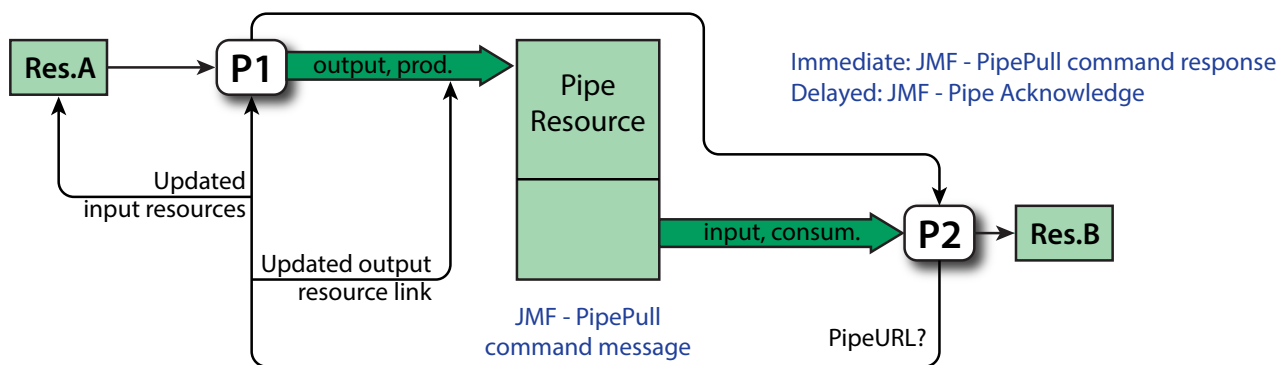 Res.A
P1
output, prod.
Pipe
Resource
Immediate: JMF - PipePull command response
Delayed: JMF - Pipe Acknowledge
Updated
input resources
input, consum.
P2
Res.B
Updated output
resource link
JMF - PipePull
command message
PipeURL?